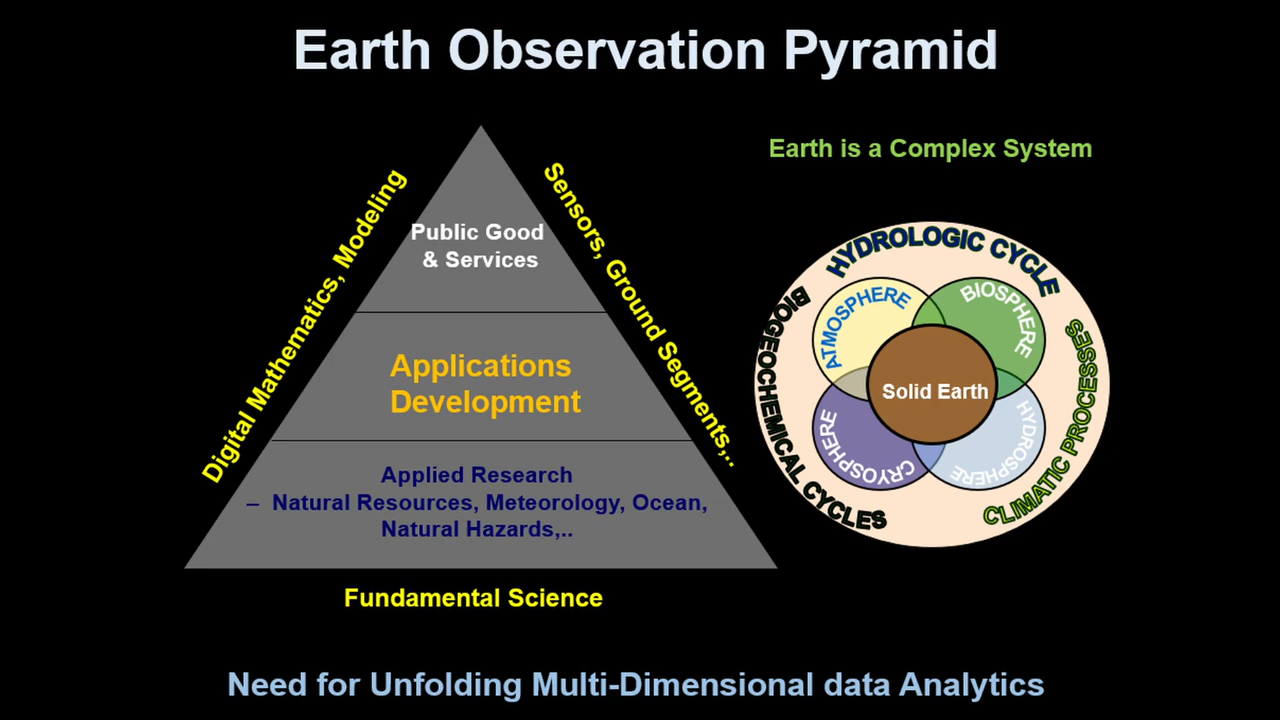 Earth Observation Pyramid
Digital Mathematics, Modeling
Sensors, Ground Segments,..
Public Good
& Services
Applications
Development
Applied Research
– Natural Resources, Meteorology, Ocean,
Natural Hazards,..
Fundamental Science
Earth is a Complex System
HYDROLOGIC CYCLE
BIOGEOCHEMICAL CYCLES
CLIMATIC PROCESSES
ATMOSPHERE
BIOSPHERE
Solid Earth
CRYOSPHERE
HYDROSPHERE
Need for Unfolding Multi-Dimensional data Analytics